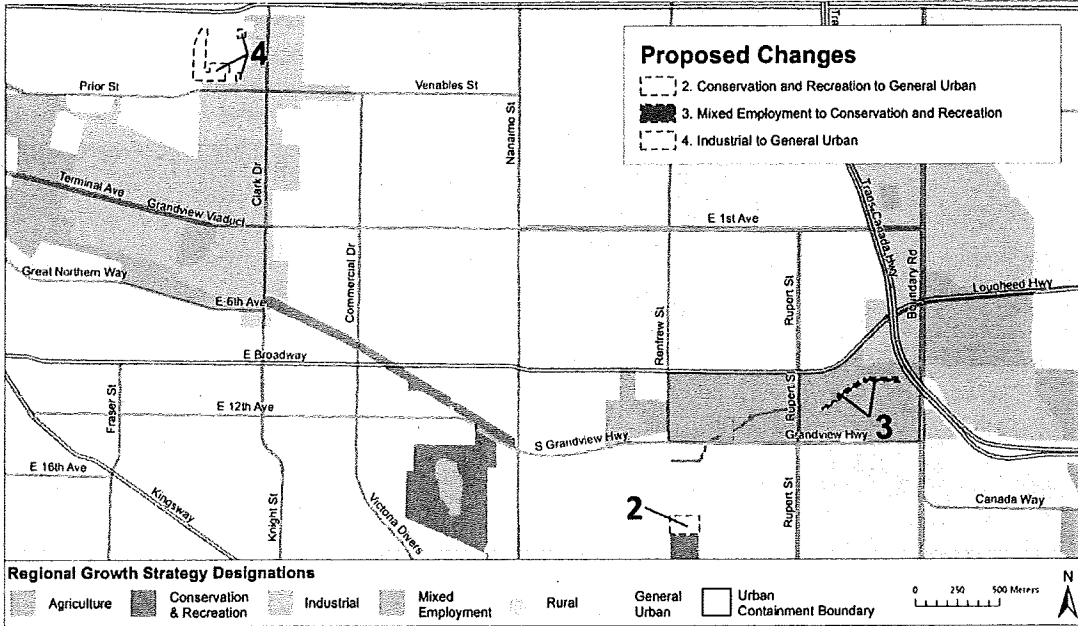 Proposed Changes
2. Conservation and Recreation to General Urban
3. Mixed Employment to Conservation and Recreation
4. Industrial to General Urban
4
Prior St
Venables St
Nanaimo St
Clark Dr
Terminal Ave
Grandview Viaduct
E 1st Ave
Trans-Canada Hwy
Boundary Rd
Great Northern Way
E 6th Ave
Commercial Dr
Lougheed Hwy
Renfrew St
Rupert St
E Broadway
Fraser St
E 12th Ave
Rupert St
3
S Grandview Hwy
Grandview Hwy
E 16th Ave
Kingsway
Knight St
Victoria Divers
2
Rupert St
Canada Way
Regional Growth Strategy Designations
Agriculture
Conservation
& Recreation
Industrial
Mixed
Employment
Rural
General
Urban
Urban
Containment Boundary
0 250 500 Meters
N